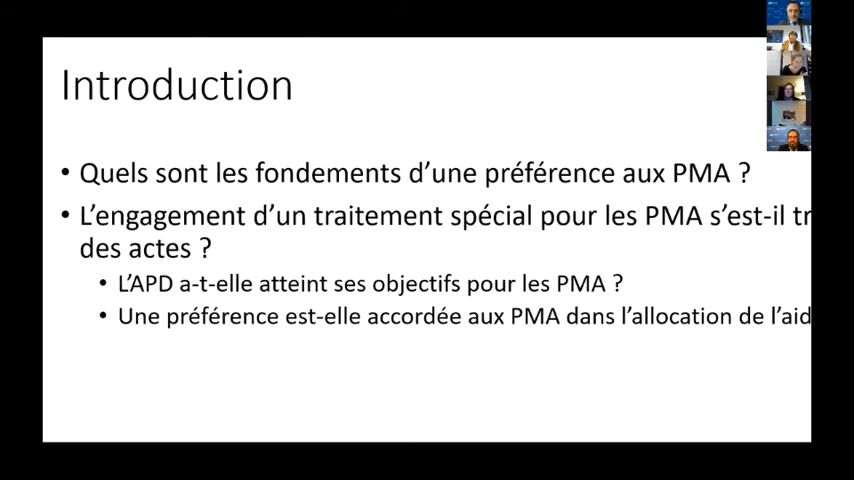 Introduction
• Quels sont les fondements d’une préférence aux PMA ?
• L’engagement d’un traitement spécial pour les PMA s’est-il
des actes ?
• L’APD a-t-elle atteint ses objectifs pour les PMA ?
• Une préférence est-elle accordée aux PMA dans l’allocation de